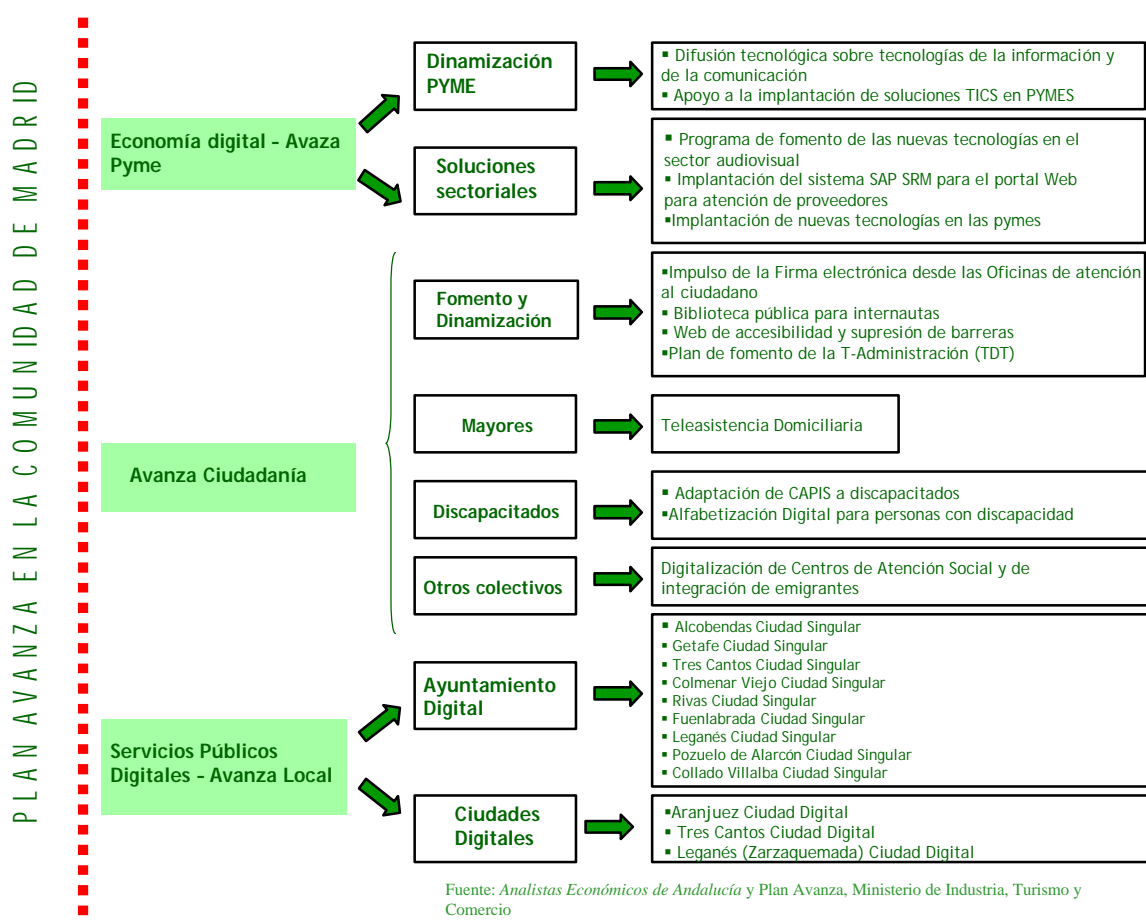 PLAN AVANZA EN LA COMUNIDAD DE MADRID
Economía digital - Avaza
Pyme
Dinamización
PYME
▪ Difusión tecnológica sobre tecnologías de la información y
de la comunicación
▪ Apoyo a la implantación de soluciones TICS en PYMES
Soluciones
sectoriales
▪ Programa de fomento de las nuevas tecnologías en el
sector audiovisual
▪ Implantación del sistema SAP SRM para el portal Web
para atención de proveedores
▪Implantación de nuevas tecnologías en las pymes
Avanza Ciudadanía
Fomento y
Dinamización
▪Impulso de la Firma electrónica desde las Oficinas de atención
al ciudadano
▪ Biblioteca pública para internautas
▪ Web de accesibilidad y supresión de barreras
▪Plan de fomento de la T-Administración (TDT)
Mayores
Teleasistencia Domiciliaria
Discapacitados
▪ Adaptación de CAPIS a discapacitados
▪Alfabetización Digital para personas con discapacidad
Otros colectivos
Digitalización de Centros de Atención Social y de
integración de emigrantes
Servicios Públicos
Digitales - Avanza Local
Ayuntamiento
Digital
▪ Alcobendas Ciudad Singular
▪ Getafe Ciudad Singular
▪ Tres Cantos Ciudad Singular
▪ Colmenar Viejo Ciudad Singular
▪ Rivas Ciudad Singular
▪ Fuenlabrada Ciudad Singular
▪ Leganés Ciudad Singular
▪ Pozuelo de Alarcón Ciudad Singular
▪ Collado Villalba Ciudad Singular
Ciudades
Digitales
▪Aranjuez Ciudad Digital
▪ Tres Cantos Ciudad Digital
▪ Leganés (Zarzaquemada) Ciudad Digital
Fuente: Analistas Económicos de Andalucía y Plan Avanza, Ministerio de Industria, Turismo y
Comercio